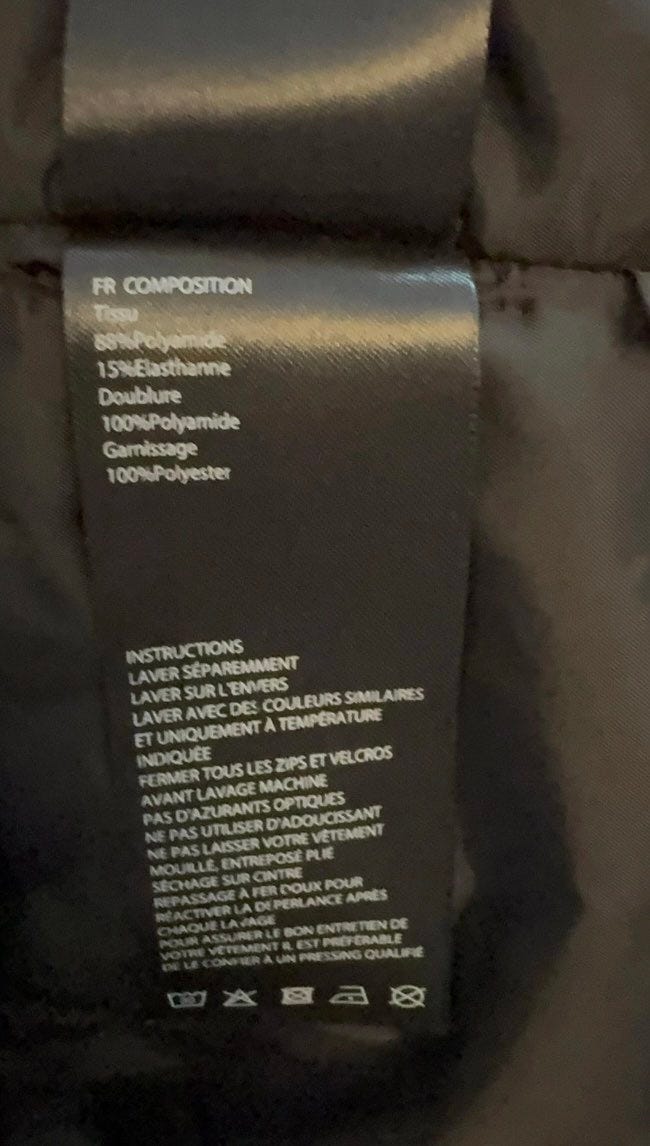 FR COMPOSITION
Tissu
88%Polyamide
15%Elasthanne
Doublure
100%Polyamide
Garnissage
100%Polyester
INSTRUCTIONS
LAVER SÉPAREMMENT
LAVER SUR L'ENVERS
LAVER AVEC DES COULEURS SIMILAIRES
ET UNIQUEMENT À TEMPÉRATURE
INDIQUÉE
FERMER TOUS LES ZIPS ET VELCROS
AVANT LAVAGE MACHINE
PAS D'AZURANTS OPTIQUES
NE PAS UTILISER D'ADOUCISSANT
NE PAS LAISSER VOTRE VÊTEMENT
MOUILLÉ, ENTREPOSÉ PLIÉ
SÉCHAGE SUR CINTRE
REPASSAGE À FER DOUX POUR
RÉACTIVER LA DEPERLANCE APRÈS
CHAQUE LAVAGE
POUR ASSURER LE BON ENTRETIEN DE
VOTRE VÊTEMENT IL EST PRÉFÉRABLE
DE LE CONFIER À UN PRESSING QUALIFIÉ